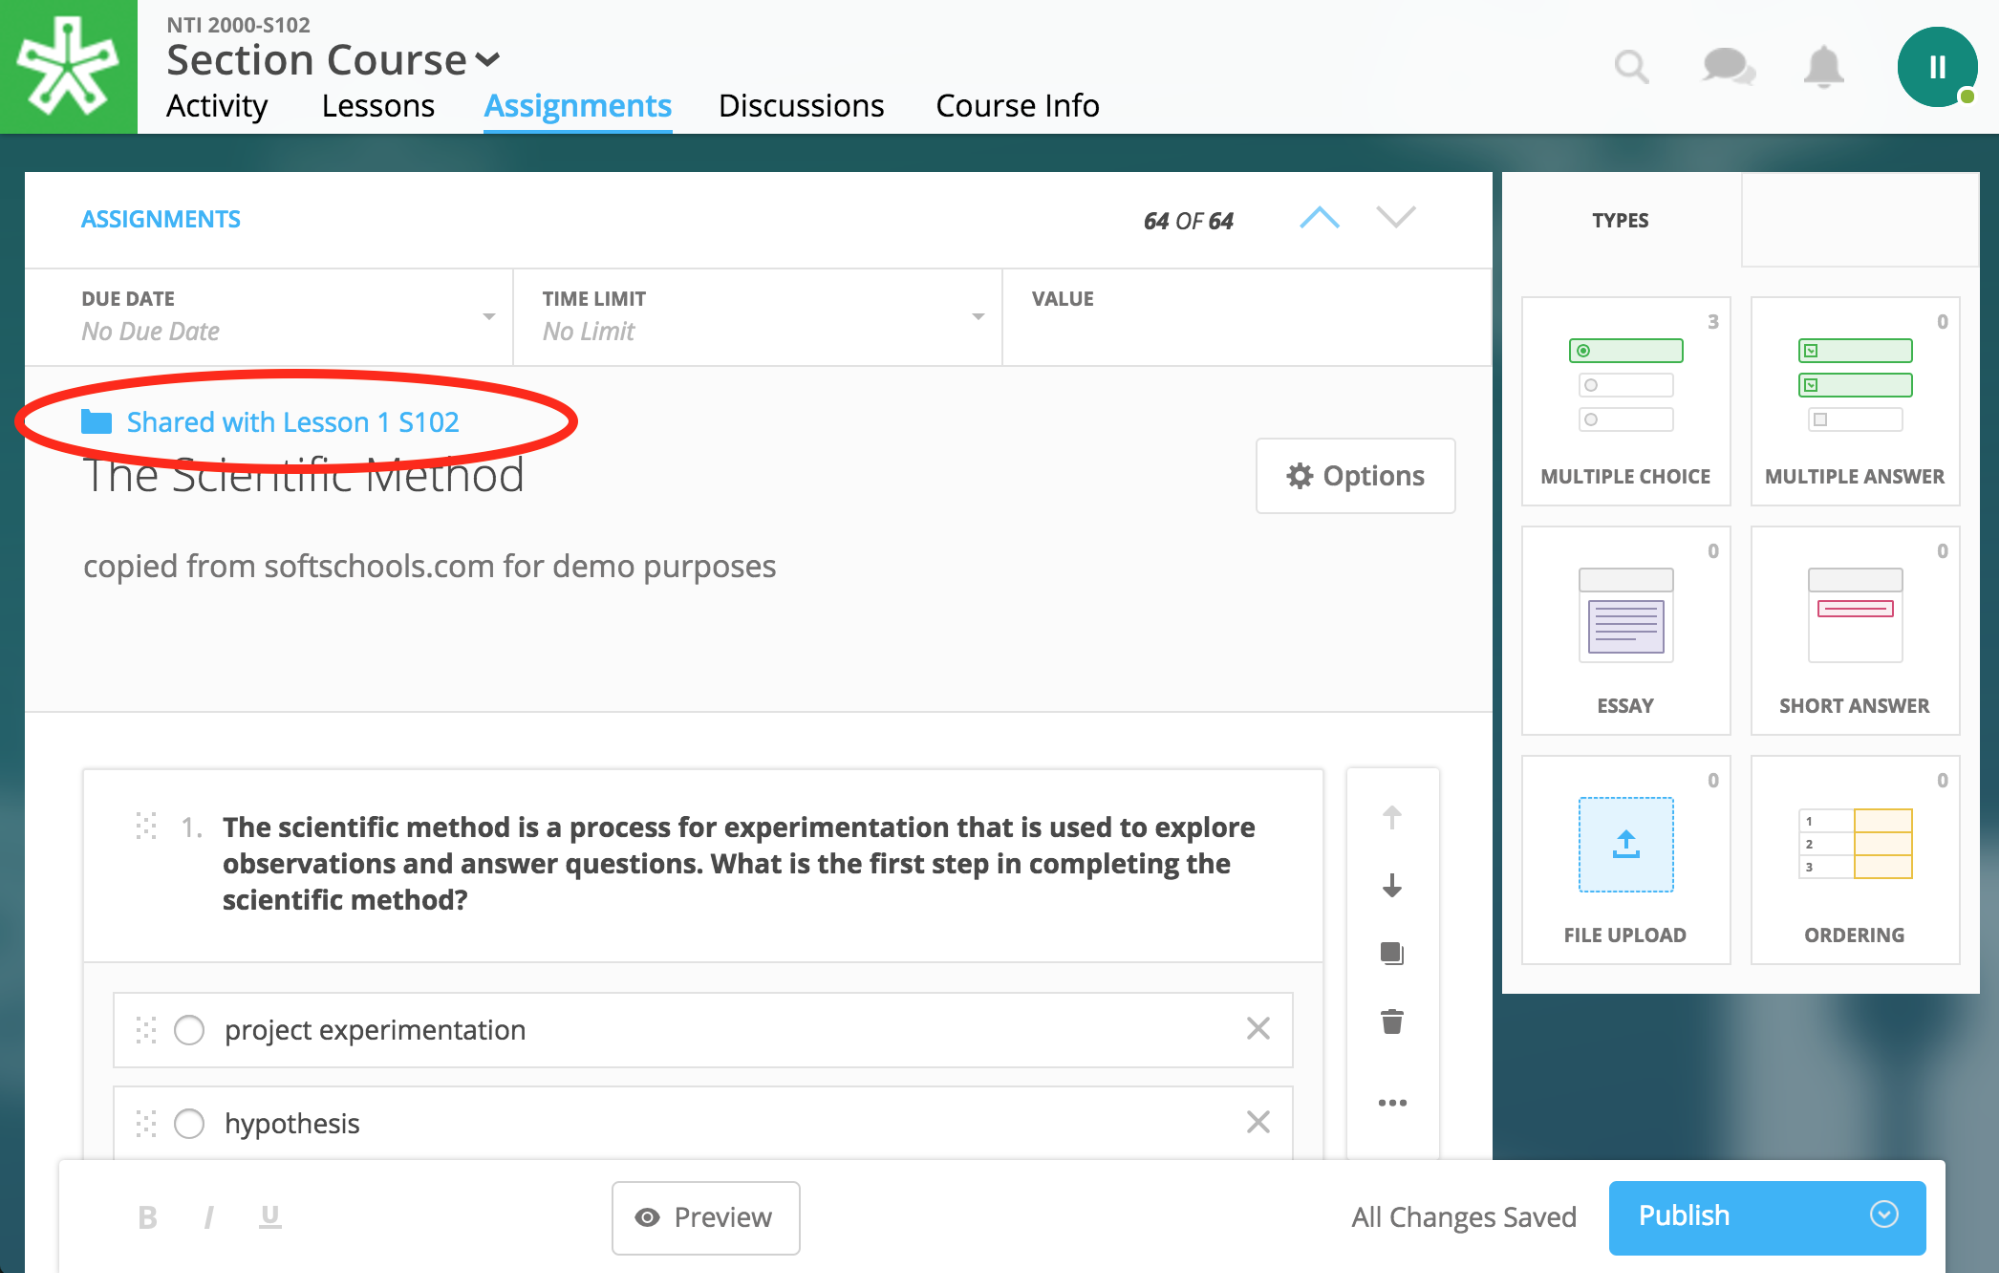 NTI 2000-S102
Section Course
Activity Lessons Assignments Discussions Course Info
II
ASSIGNMENTS
64 OF 64
DUE DATE
No Due Date
TIME LIMIT
No Limit
VALUE
Shared with Lesson 1 S102
The Scientific Method
Options
copied from softschools.com for demo purposes
1. The scientific method is a process for experimentation that is used to explore
observations and answer questions. What is the first step in completing the
scientific method?
project experimentation
hypothesis
TYPES
3
MULTIPLE CHOICE
0
MULTIPLE ANSWER
0
ESSAY
0
SHORT ANSWER
0
FILE UPLOAD
0
1
2
3
ORDERING
B I U
Preview
All Changes Saved
Publish